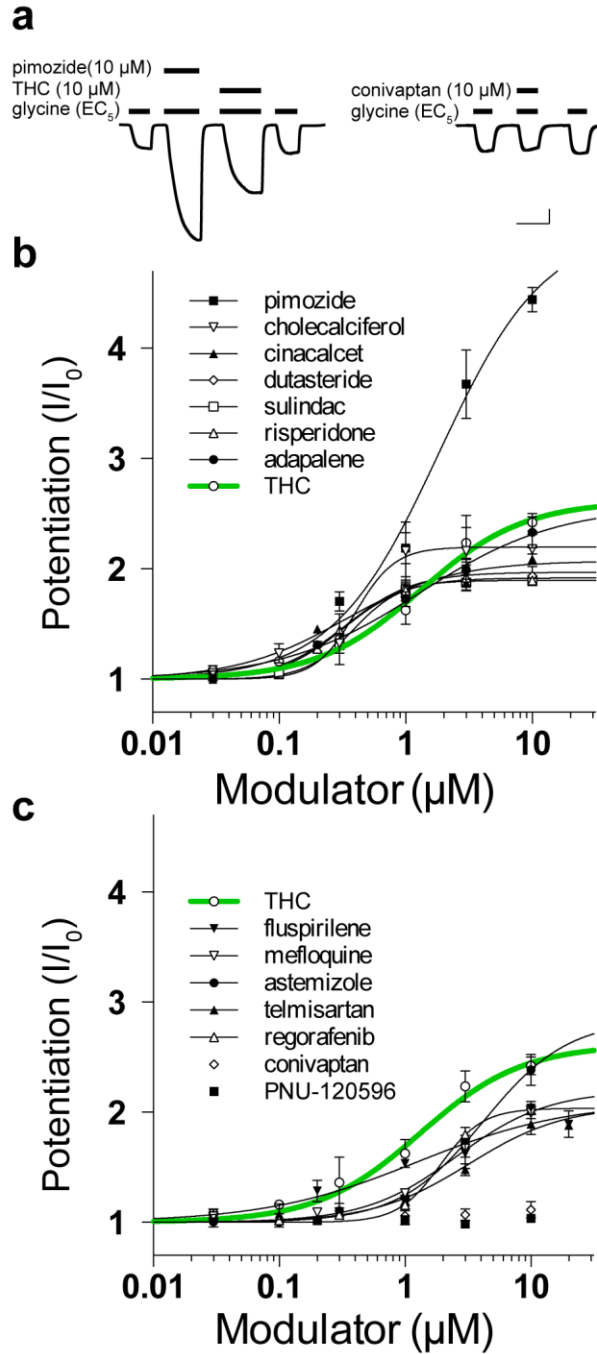 a
pimozide(10 µM)
THC (10 µM)
glycine (EC5)
conivaptan (10 µM)
glycine (EC5)
b
pimozide
cholecalciferol
cinacalcet
dutasteride
sulindac
risperidone
adapalene
THC
Potentiation (I/I0)
4
3
2
1
0.01 0.1 1 10
Modulator (µM)
c
THC
fluspirilene
mefloquine
astemizole
telmisartan
regorafenib
conivaptan
PNU-120596
Potentiation (I/I0)
4
3
2
1
0.01 0.1 1 10
Modulator (µM)